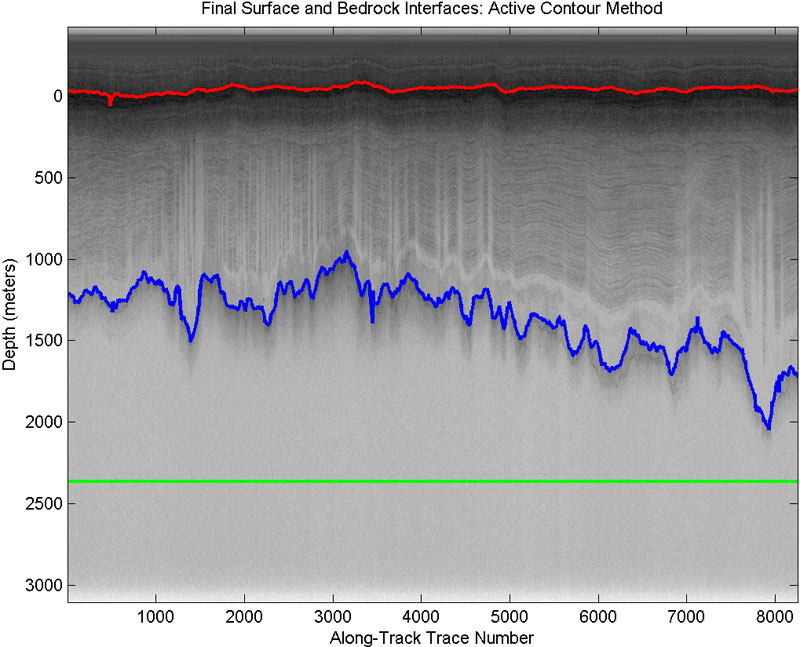 Final Surface and Bedrock Interfaces: Active Contour Method
Depth (meters)
0
500
1000
1500
2000
2500
3000
1000 2000 3000 4000 5000 6000 7000 8000
Along-Track Trace Number